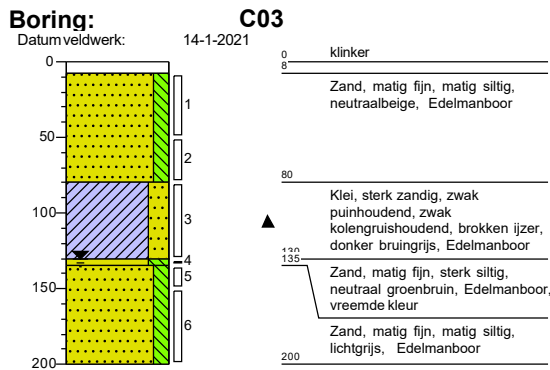 Boring: C03
Datum veldwerk: 14-1-2021
0
50
100
150
200
1
2
3
4
5
6
0
klinker
8
Zand, matig fijn, matig siltig,
neutraalbeige, Edelmanboor
80
Klei, sterk zandig, zwak
puinhoudend, zwak
kolengruishoudend, brokken ijzer,
donker bruingrijs, Edelmanboor
130
135
Zand, matig fijn, sterk siltig,
neutraal groenbruin, Edelmanboor,
vreemde kleur
Zand, matig fijn, matig siltig,
lichtgrijs, Edelmanboor
200